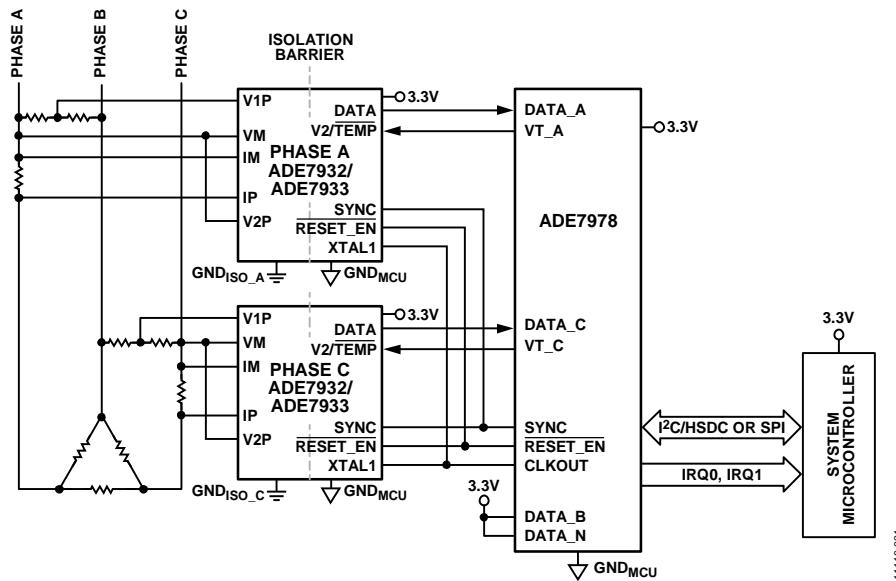 PHASE A
PHASE B
PHASE C
ISOLATION
BARRIER
V1P
VM
IM
IP
V2P
3.3V
DATA
V2/TEMP
PHASE A
ADE7932/
ADE7933
SYNC
RESET_EN
XTAL1
GNDISO_A
GNDMCU
DATA_A
VT_A
3.3V
ADE7978
V1P
VM
IM
IP
V2P
3.3V
DATA
V2/TEMP
PHASE C
ADE7932/
ADE7933
SYNC
RESET_EN
XTAL1
GNDISO_C
GNDMCU
DATA_C
VT_C
SYNC
RESET_EN
CLKOUT
3.3V
DATA_B
DATA_N
GNDMCU
I2C/HSDC OR SPI
IRQ0, IRQ1
3.3V
SYSTEM
MICROCONTROLLER